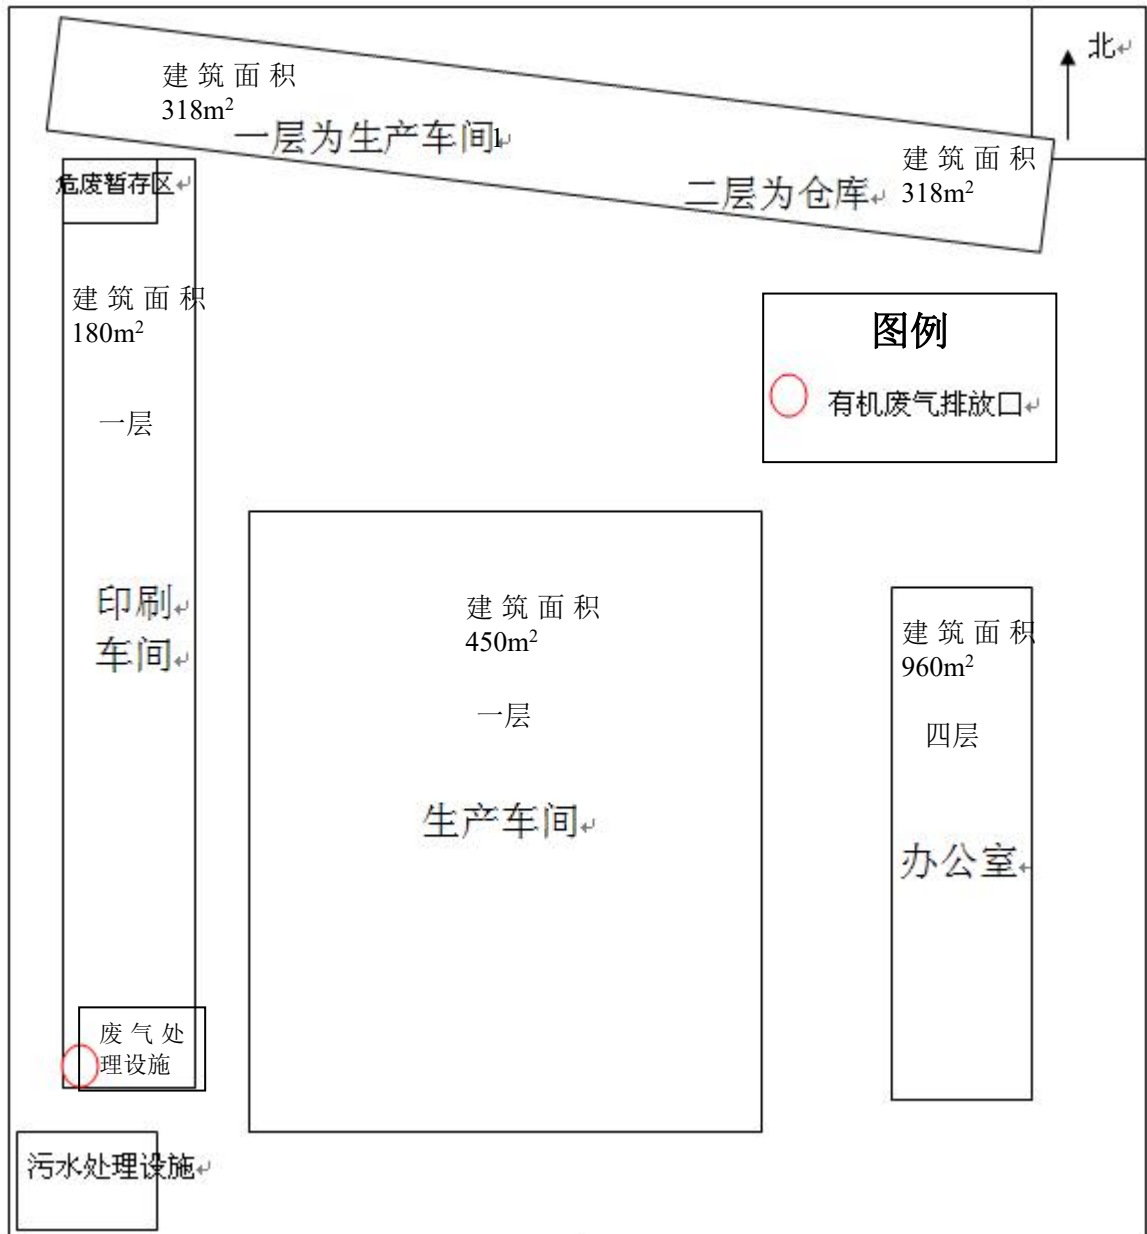 北
建筑面积
318m²
一层为生产车间1
建筑面积
二层为仓库 318m²
危废暂存区
建筑面积
180m²
一层
印刷
车间
图例
有机废气排放口
建筑面积
450m²
一层
生产车间
建筑面积
960m²
四层
办公室
废气处
理设施
污水处理设施